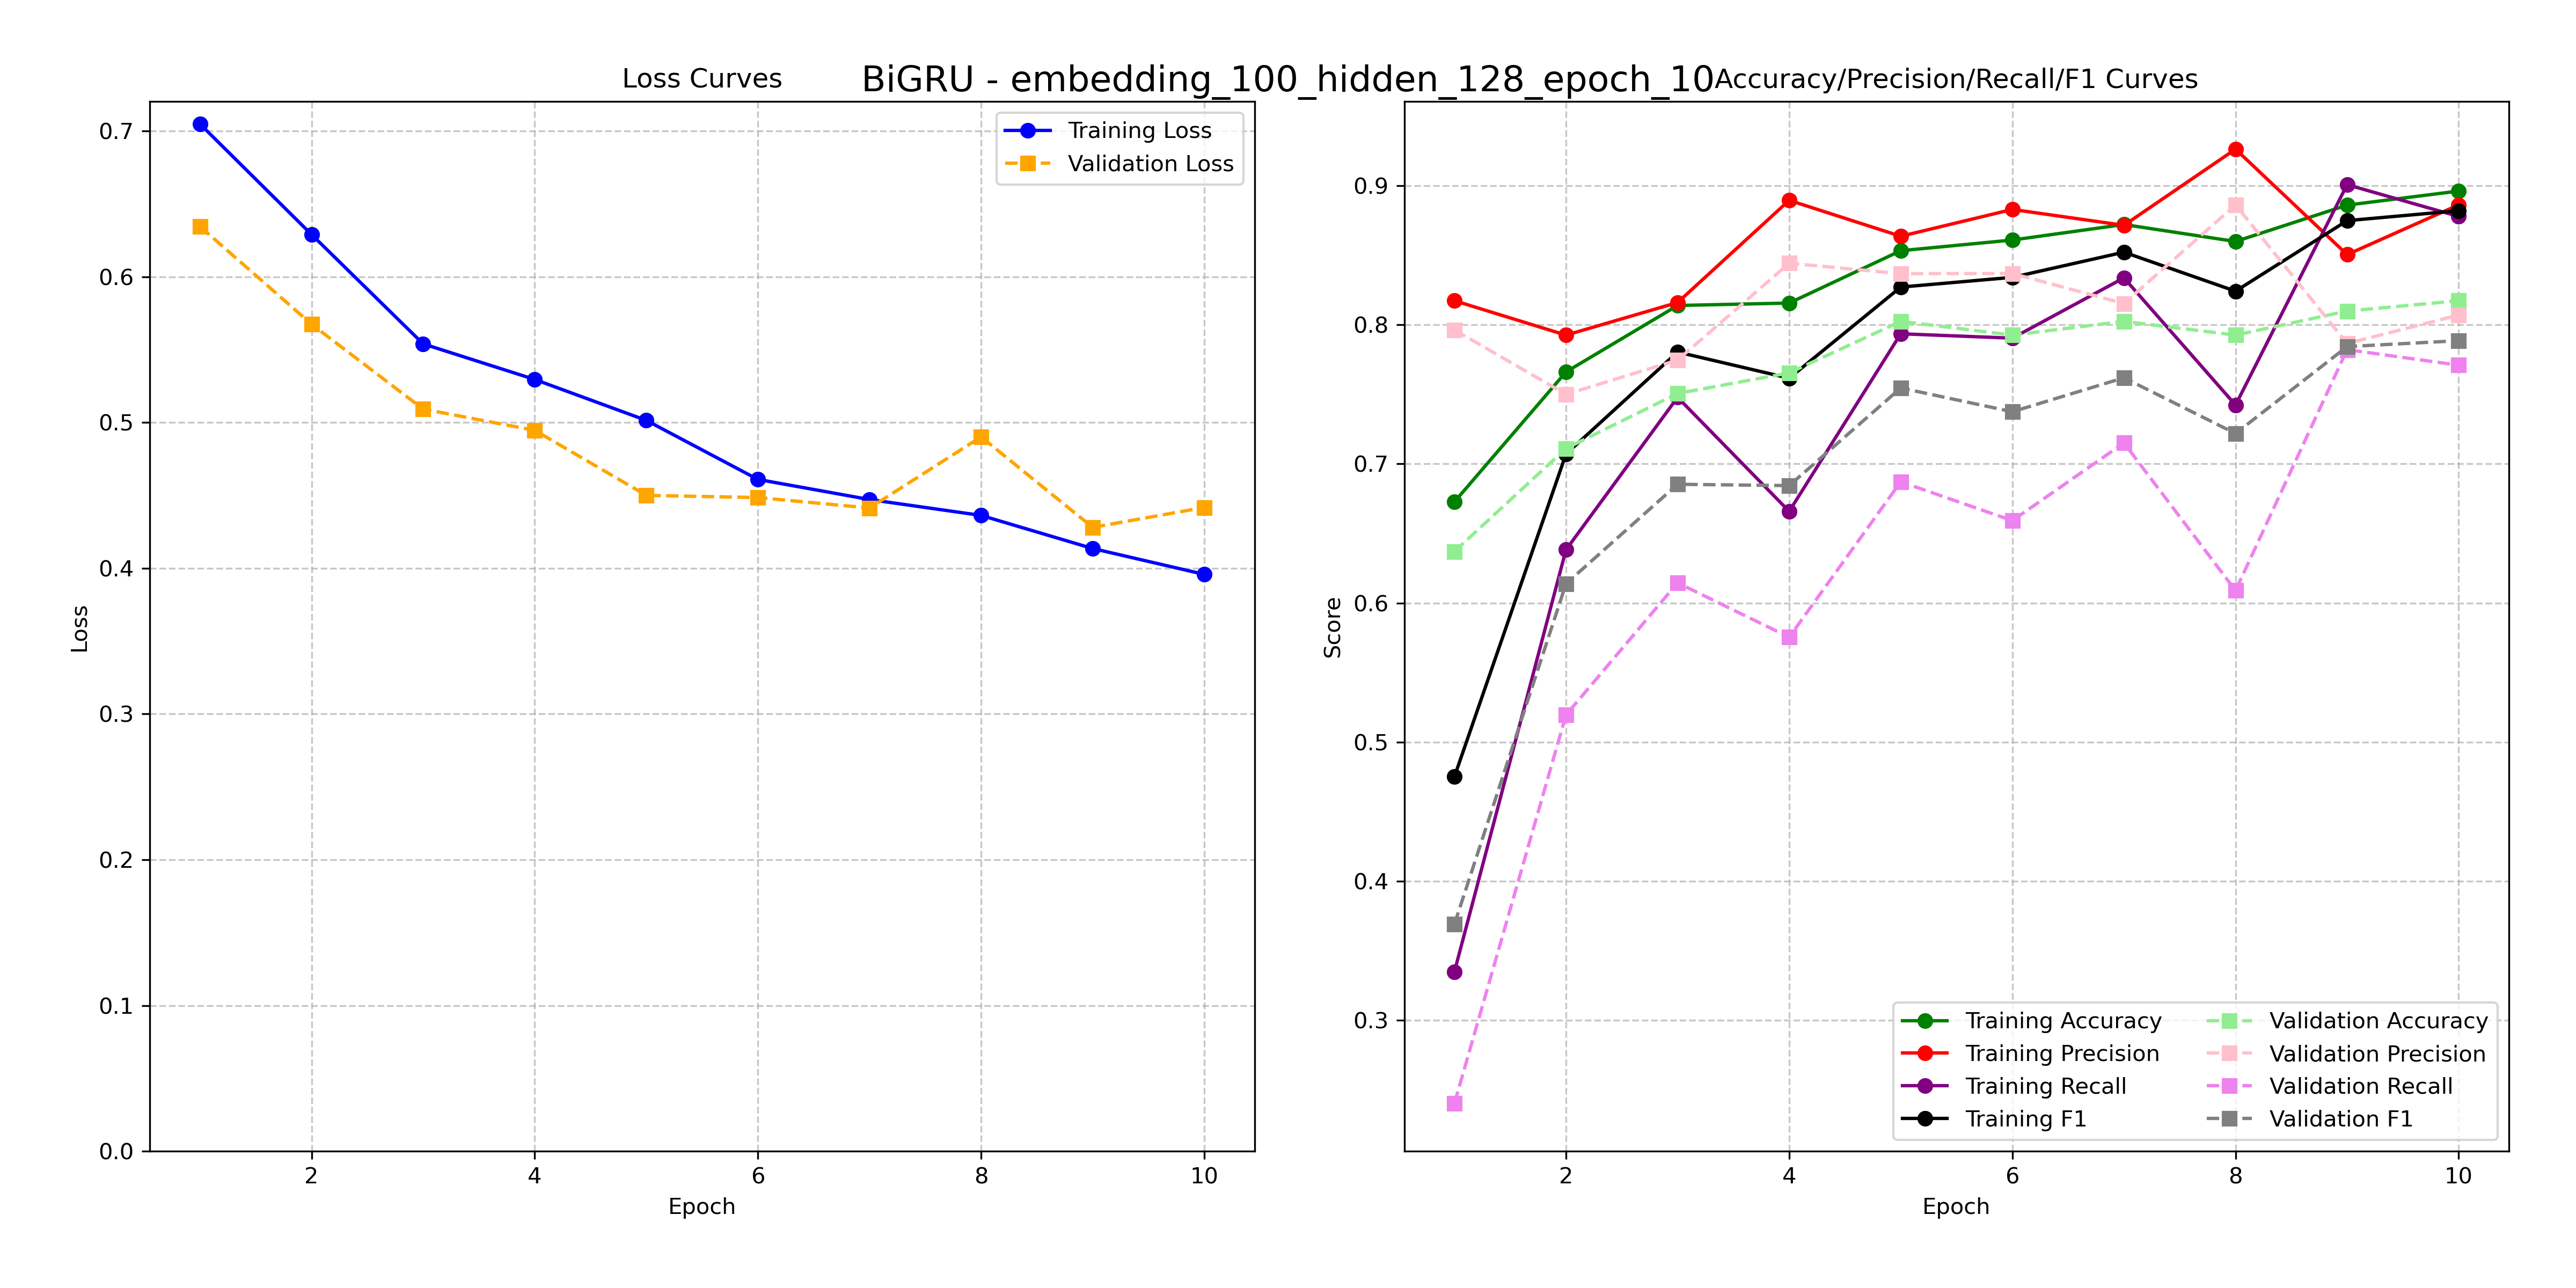 BiGRU - embedding_100_hidden_128_epoch_10
Loss Curves
Training Loss
Validation Loss
0.7
0.6
0.5
0.4
0.3
0.2
0.1
0.0
Loss
2
4
6
8
10
Epoch
Accuracy/Precision/Recall/F1 Curves
0.9
0.8
0.7
0.6
0.5
0.4
0.3
Score
Training Accuracy
Training Precision
Training Recall
Training F1
Validation Accuracy
Validation Precision
Validation Recall
Validation F1
2
4
6
8
10
Epoch